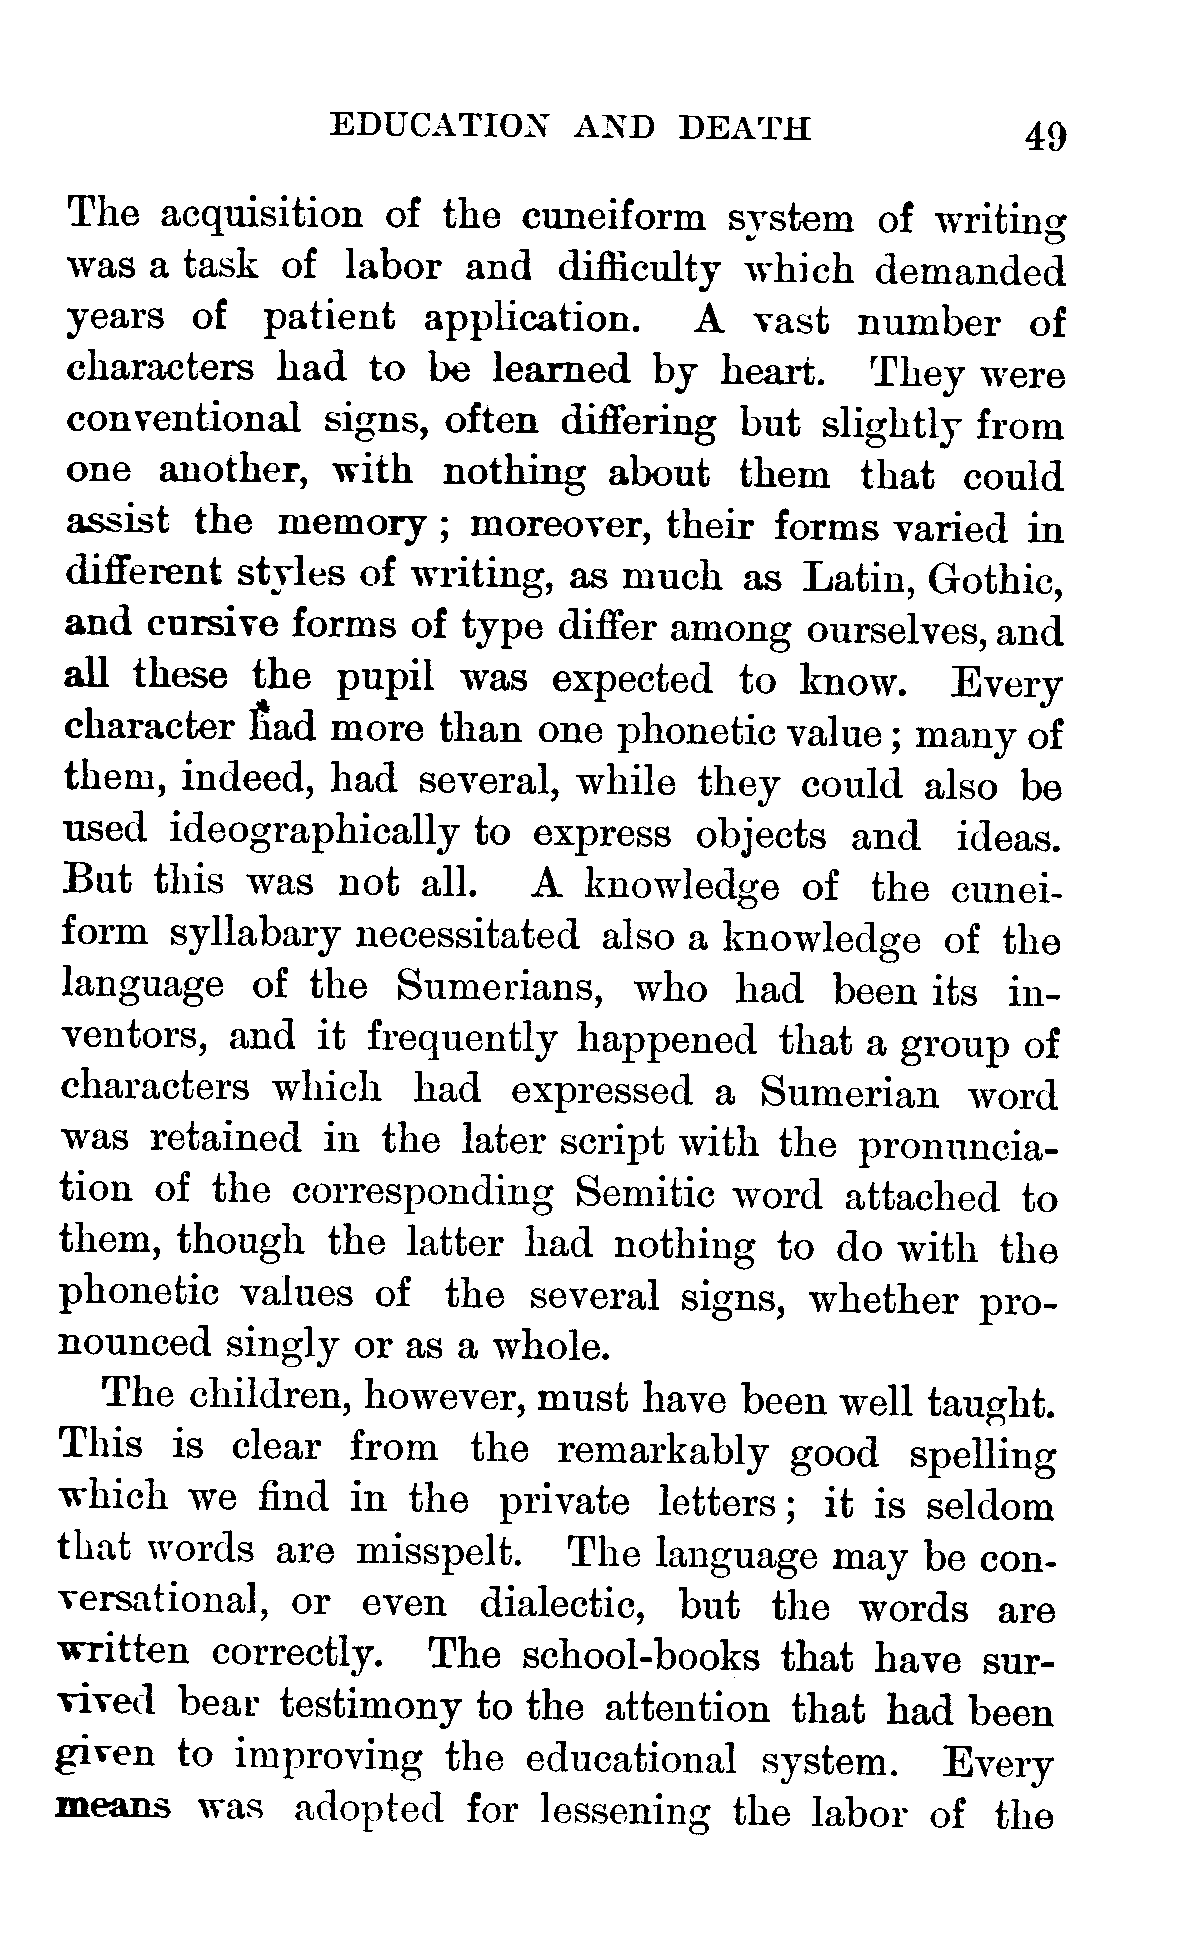 EDUCATION AND DEATH 49
The acquisition of the cuneiform system of writing
was a task of labor and difficulty which demanded
years of patient application. A vast number of
characters had to be learned by heart. They were
conventional signs, often differing but slightly from
one another, with nothing about them that could
assist the memory ; moreover, their forms varied in
different styles of writing, as much as Latin, Gothic,
and cursive forms of type differ among ourselves, and
all these the pupil was expected to know. Every
character had more than one phonetic value ; many of
them, indeed, had several, while they could also be
used ideographically to express objects and ideas.
But this was not all. A knowledge of the cunei-
form syllabary necessitated also a knowledge of the
language of the Sumerians, who had been its in-
ventors, and it frequently happened that a group of
characters which had expressed a Sumerian word
was retained in the later script with the pronuncia-
tion of the corresponding Semitic word attached to
them, though the latter had nothing to do with the
phonetic values of the several signs, whether pro-
nounced singly or as a whole.
The children, however, must have been well taught.
This is clear from the remarkably good spelling
which we find in the private letters ; it is seldom
that words are misspelt. The language may be con-
versational, or even dialectic, but the words are
written correctly. The school-books that have sur-
vived bear testimony to the attention that had been
given to improving the educational system. Every
means was adopted for lessening the labor of the